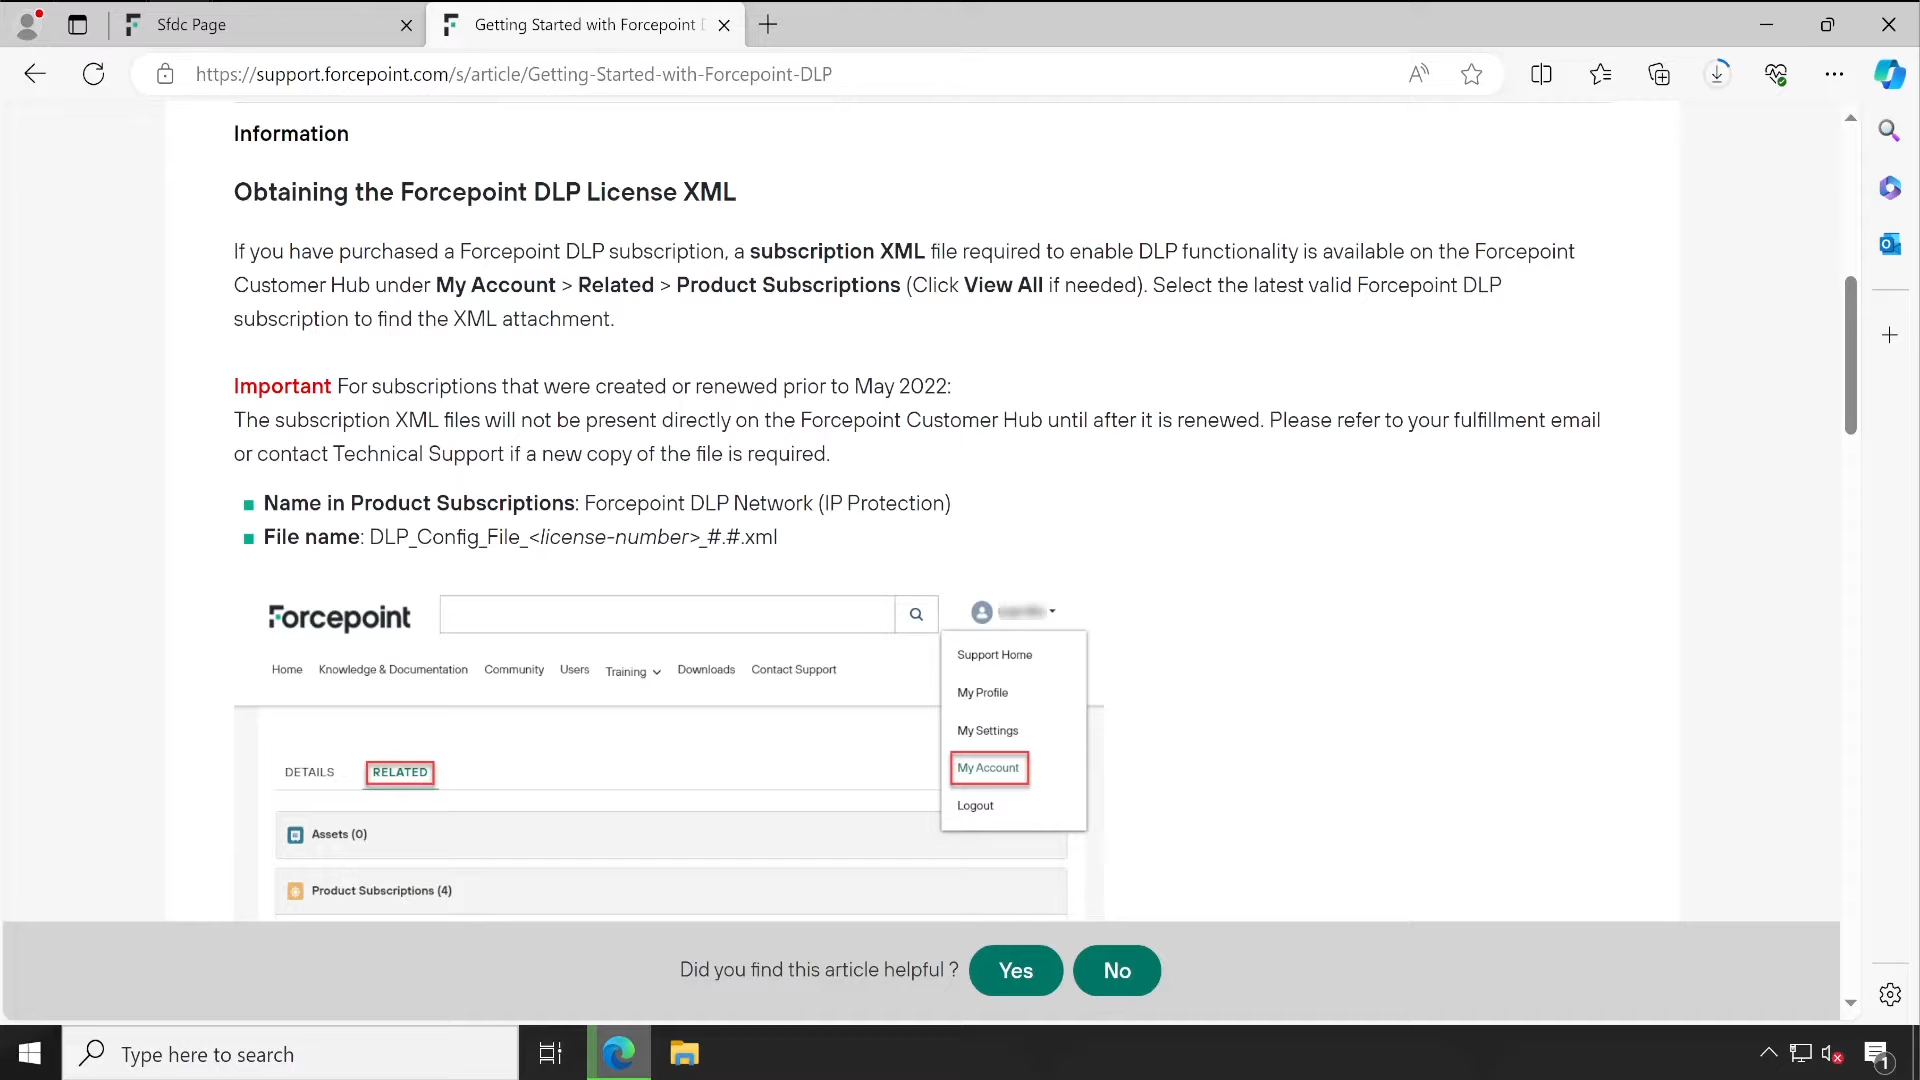 Sfdc Page
Getting Started with Forcepoint D
https://support.forcepoint.com/s/article/Getting-Started-with-Forcepoint-DLP
Information
Obtaining the Forcepoint DLP License XML
If you have purchased a Forcepoint DLP subscription, a subscription XML file required to enable DLP functionality is available on the Forcepoint
Customer Hub under My Account > Related > Product Subscriptions (Click View All if needed). Select the latest valid Forcepoint DLP
subscription to find the XML attachment.
Important For subscriptions that were created or renewed prior to May 2022:
The subscription XML files will not be present directly on the Forcepoint Customer Hub until after it is renewed. Please refer to your fulfillment email
or contact Technical Support if a new copy of the file is required.
Name in Product Subscriptions: Forcepoint DLP Network (IP Protection)
File name: DLP_Config_File_<license-number>_#.#.xml
Forcepoint
Home Knowledge & Documentation Community Users Training Downloads Contact Support
Support Home
My Profile
My Settings
My Account
Logout
DETAILS RELATED
Assets (0)
Product Subscriptions (4)
Did you find this article helpful ? Yes No
Type here to search
1